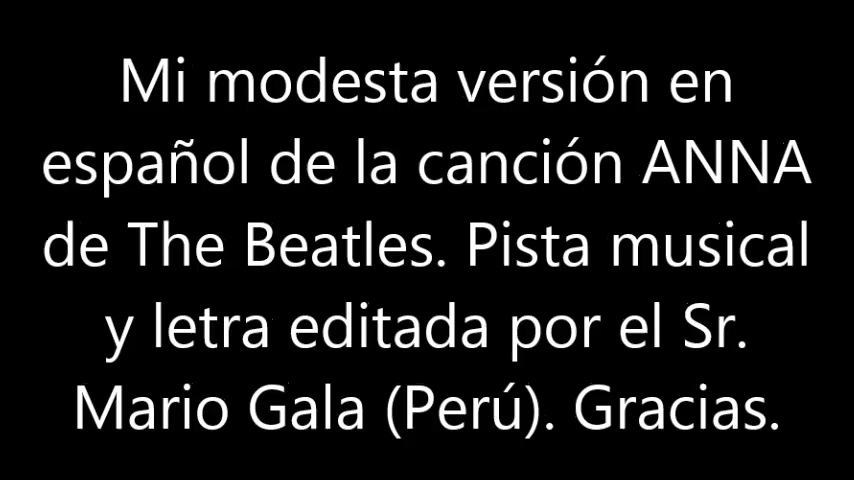 Mi modesta versión en
español de la canción ANNA
de The Beatles. Pista musical
y letra editada por el Sr.
Mario Gala (Perú). Gracias.